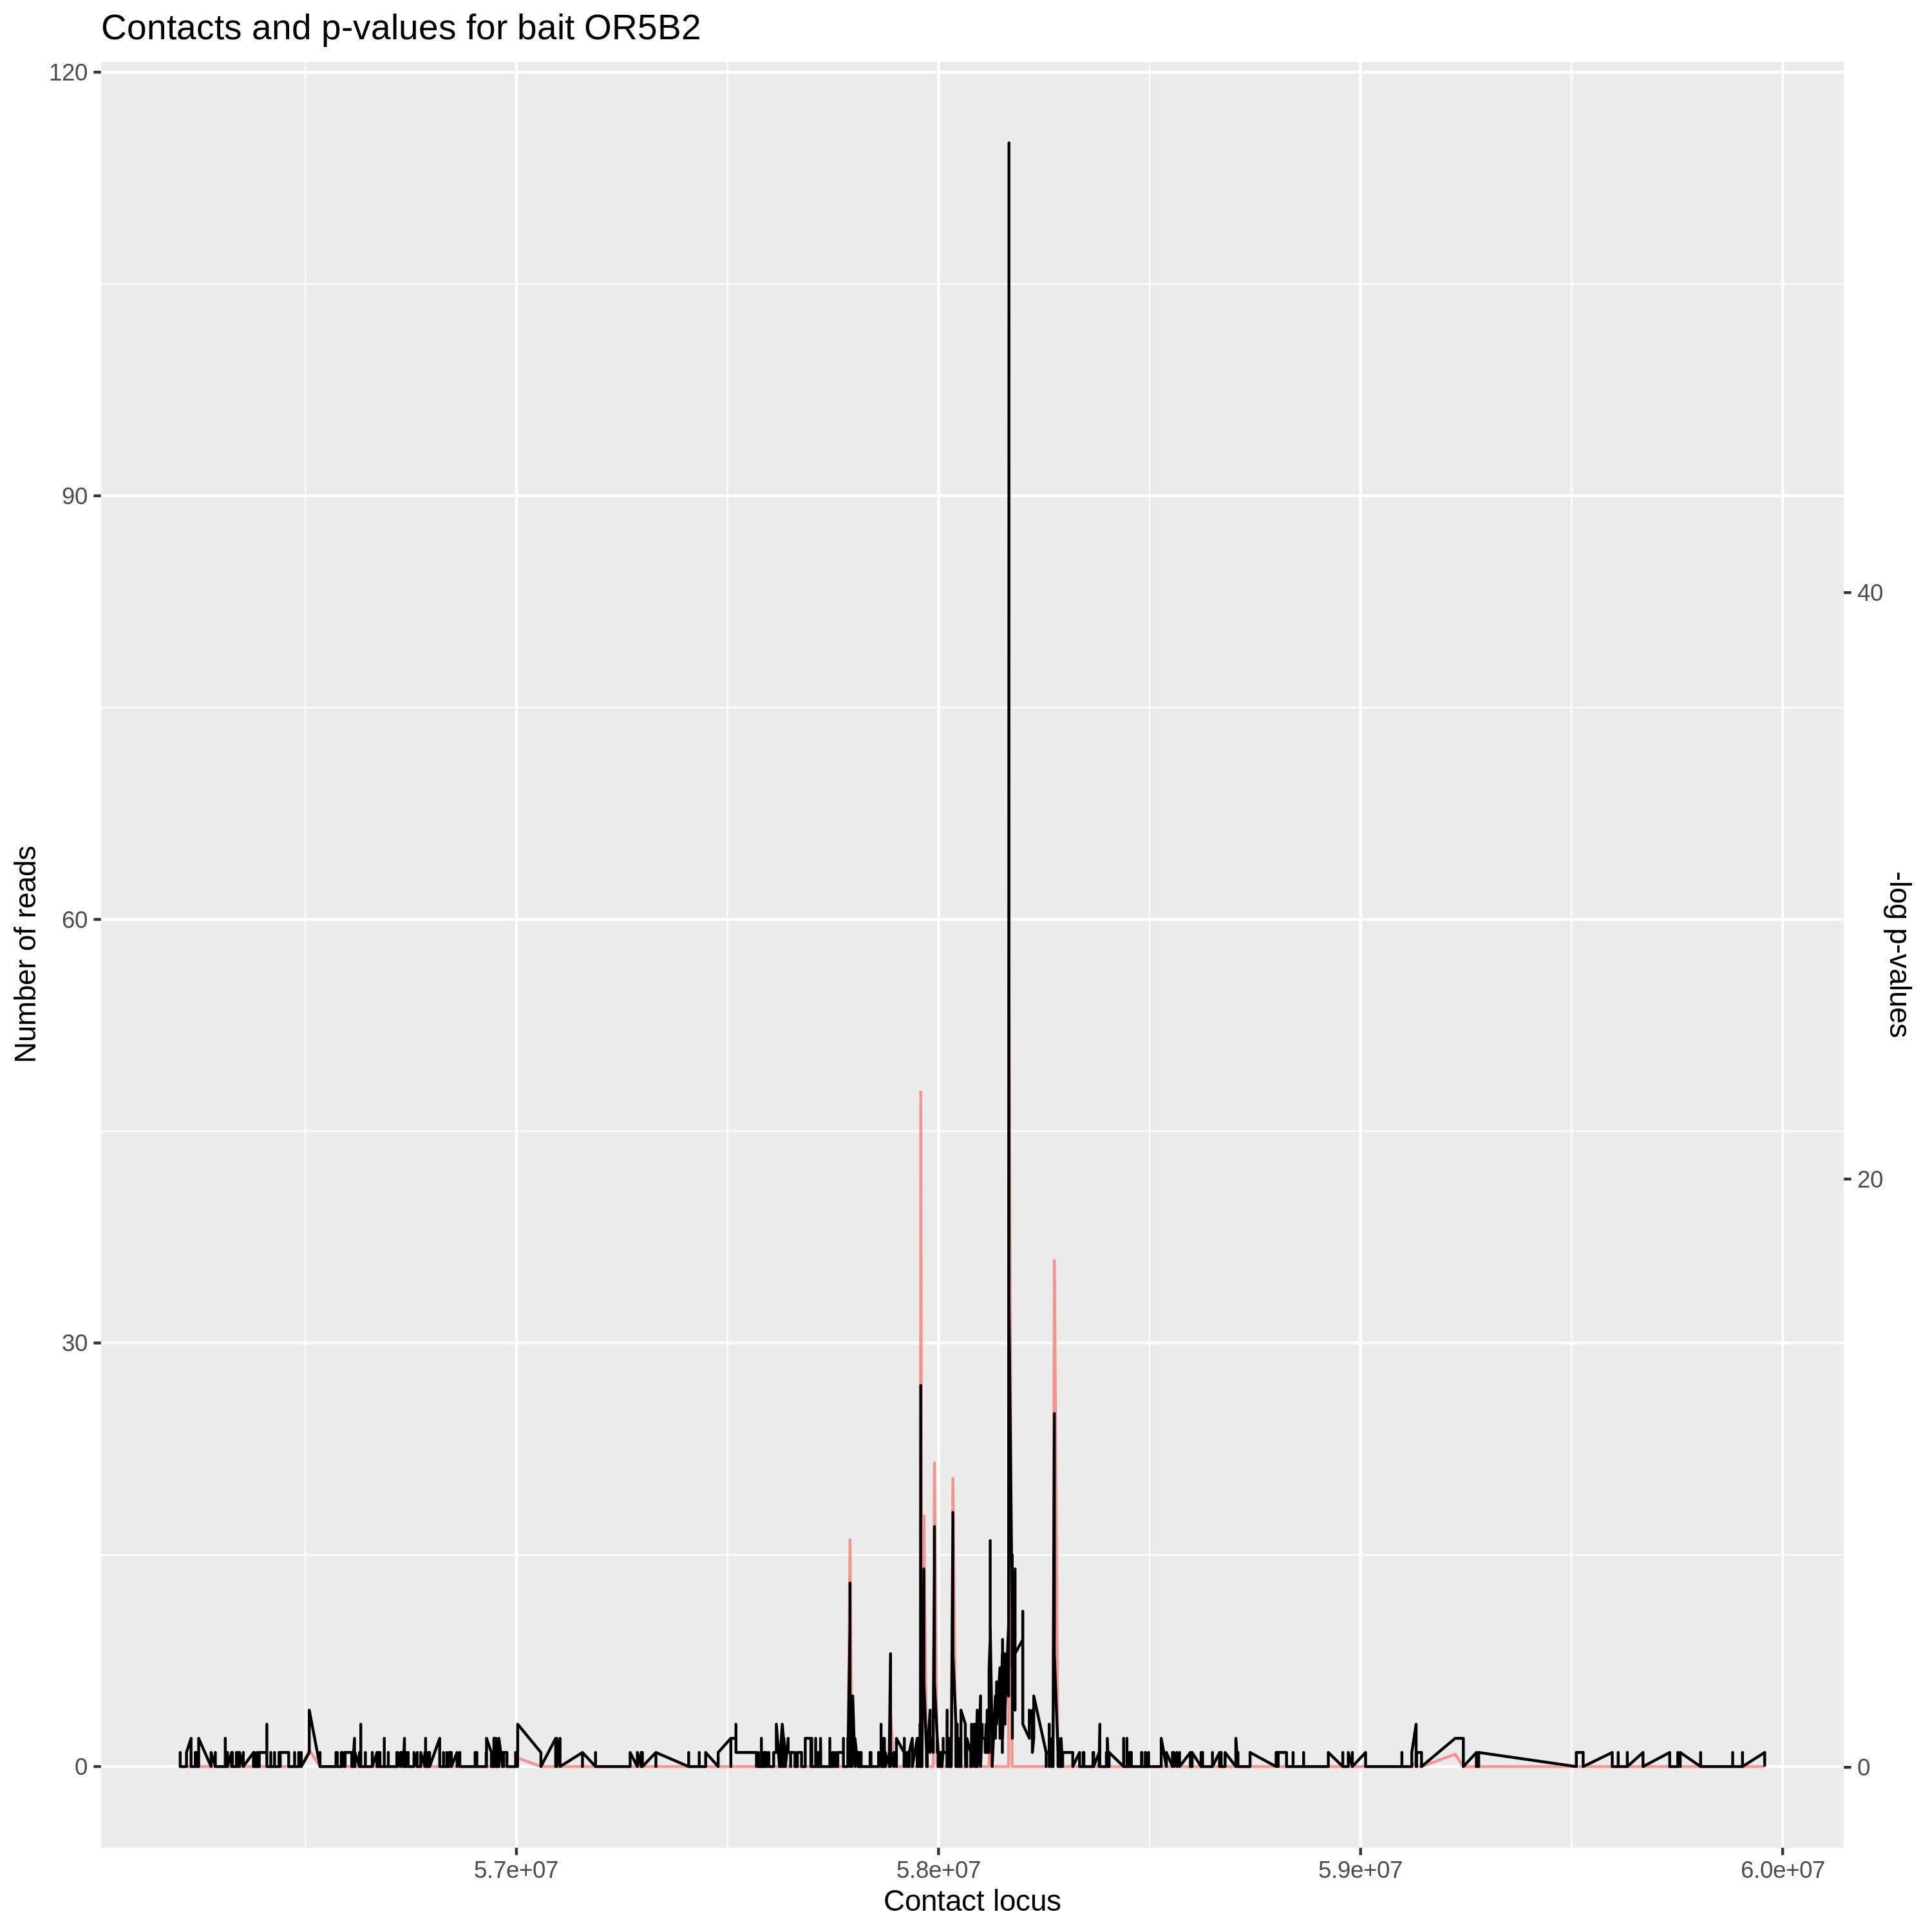 Contacts and p-values for bait OR5B2
120
90
60
30
0
Number of reads
40
20
0
-log p-values
5.7e+07
5.8e+07
5.9e+07
6.0e+07
Contact locus